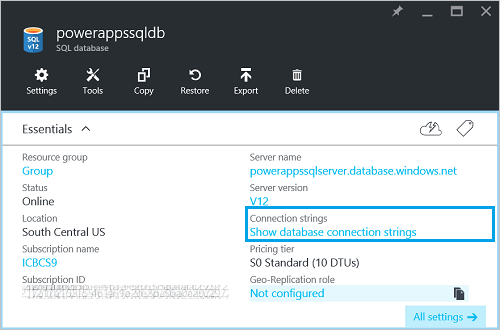 powerappssqldb
SQL
v12
SQL database
Settings
Tools
Copy
Restore
Export
Delete
Essentials
Resource group
Group
Server name
powerappssqlserver.database.windows.net
Status
Online
Server version
V12
Location
South Central US
Connection strings
Show database connection strings
Subscription name
ICBCS9
Pricing tier
S0 Standard (10 DTUs)
Subscription ID
Geo-Replication role
Not configured
All settings